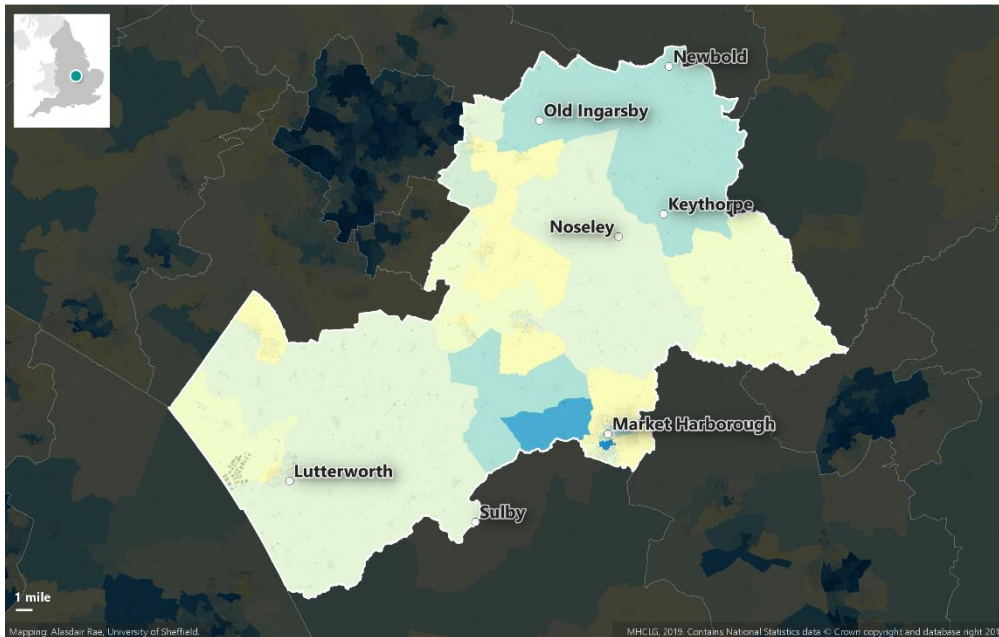 Newbold
Old Ingarsby
Keythorpe
Noseley
Market Harborough
Lutterworth
Sulby
1 mile
Mapping: Alasdair Rae, University of Sheffield.
MHCLG, 2019. Contains National Statistics data © Crown copyright and database right 201